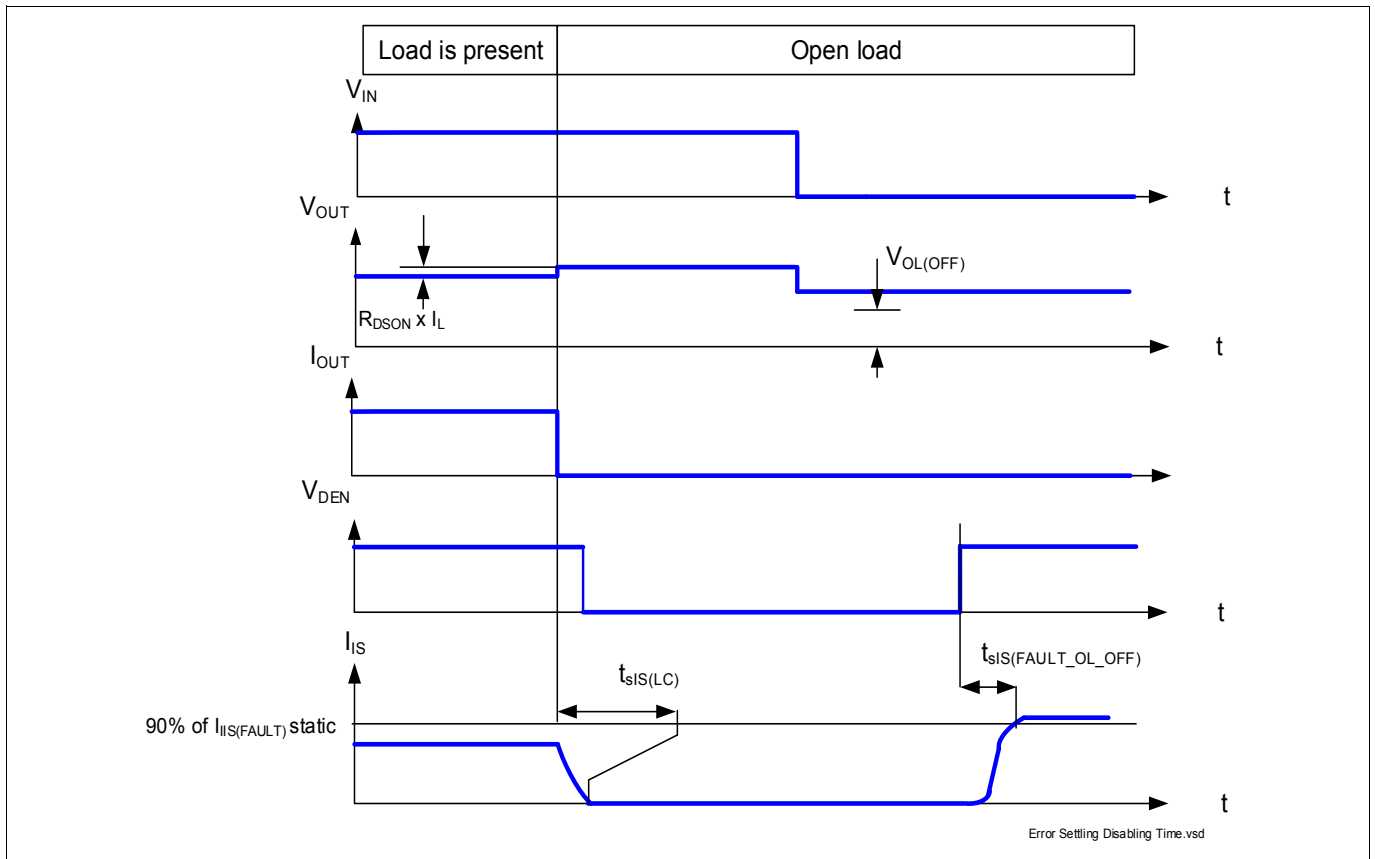 Load is present
Open load
VIN
t
VOUT
VOL(OFF)
RDSON x IL
t
IOUT
VDEN
t
IIS
tsIS(LC)
tsIS(FAULT_OL_OFF)
90% of IIIS(FAULT) static
t
Error Settling Disabling Time.vsd